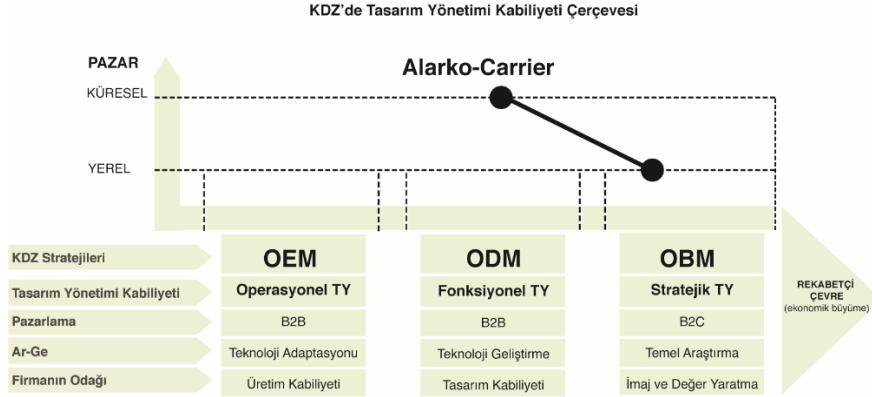 KDZ'de Tasarım Yönetimi Kabiliyeti Çerçevesi
PAZAR
Alarko-Carrier
KÜRESEL
YEREL
KDZ Stratejileri
OEM
ODM
OBM
Tasarım Yönetimi Kabiliyeti
Operasyonel TY
Fonksiyonel TY
Stratejik TY
Pazarlama
B2B
B2B
B2C
Ar-Ge
Teknoloji Adaptasyonu
Teknoloji Geliştirme
Temel Araştırma
Firmanın Odağı
Üretim Kabiliyeti
Tasarım Kabiliyeti
İmaj ve Değer Yaratma
REKABETÇİ
ÇEVRE
(ekonomik büyüme)